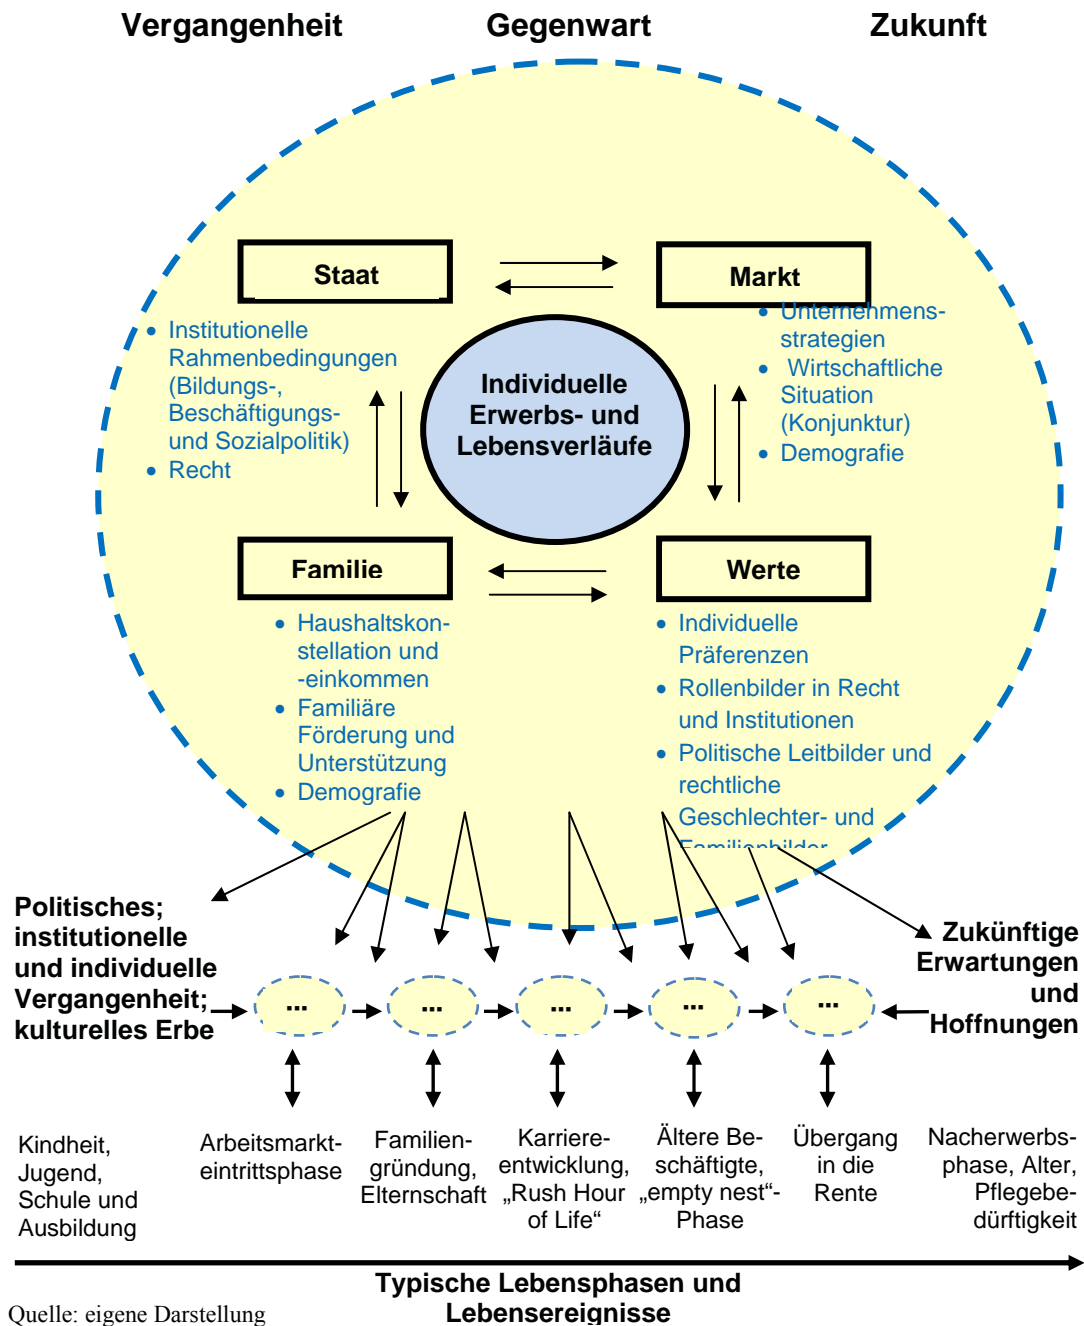 Vergangenheit
Gegenwart
Zukunft
Staat
Markt
• Institutionelle
Rahmenbedingungen
(Bildungs-,
Beschäftigungs-
und Sozialpolitik)
• Recht
Individuelle
Erwerbs- und
Lebensverläufe
• Unternehmens-
strategien
• Wirtschaftliche
Situation
(Konjunktur)
• Demografie
Familie
Werte
• Haushaltskon-
stellation und
-einkommen
• Familiäre
Förderung und
Unterstützung
• Demografie
• Individuelle
Präferenzen
• Rollenbilder in Recht
und Institutionen
• Politische Leitbilder und
rechtliche
Geschlechter- und
Familienbilder
Politisches;
institutionelle
und individuelle
Vergangenheit;
kulturelles Erbe
...
...
...
...
...
Zukünftige
Erwartungen
und
Hoffnungen
Kindheit,
Jugend,
Schule und
Ausbildung
Arbeitsmarkt-
eintrittsphase
Familien-
gründung,
Elternschaft
Karriere-
entwicklung,
„Rush Hour
of Life“
Ältere Be-
schäftigte,
„empty nest“-
Phase
Übergang
in die
Rente
Nacherwerbs-
phase, Alter,
Pflegebe-
dürftigkeit
Typische Lebensphasen und
Lebensereignisse
Quelle: eigene Darstellung